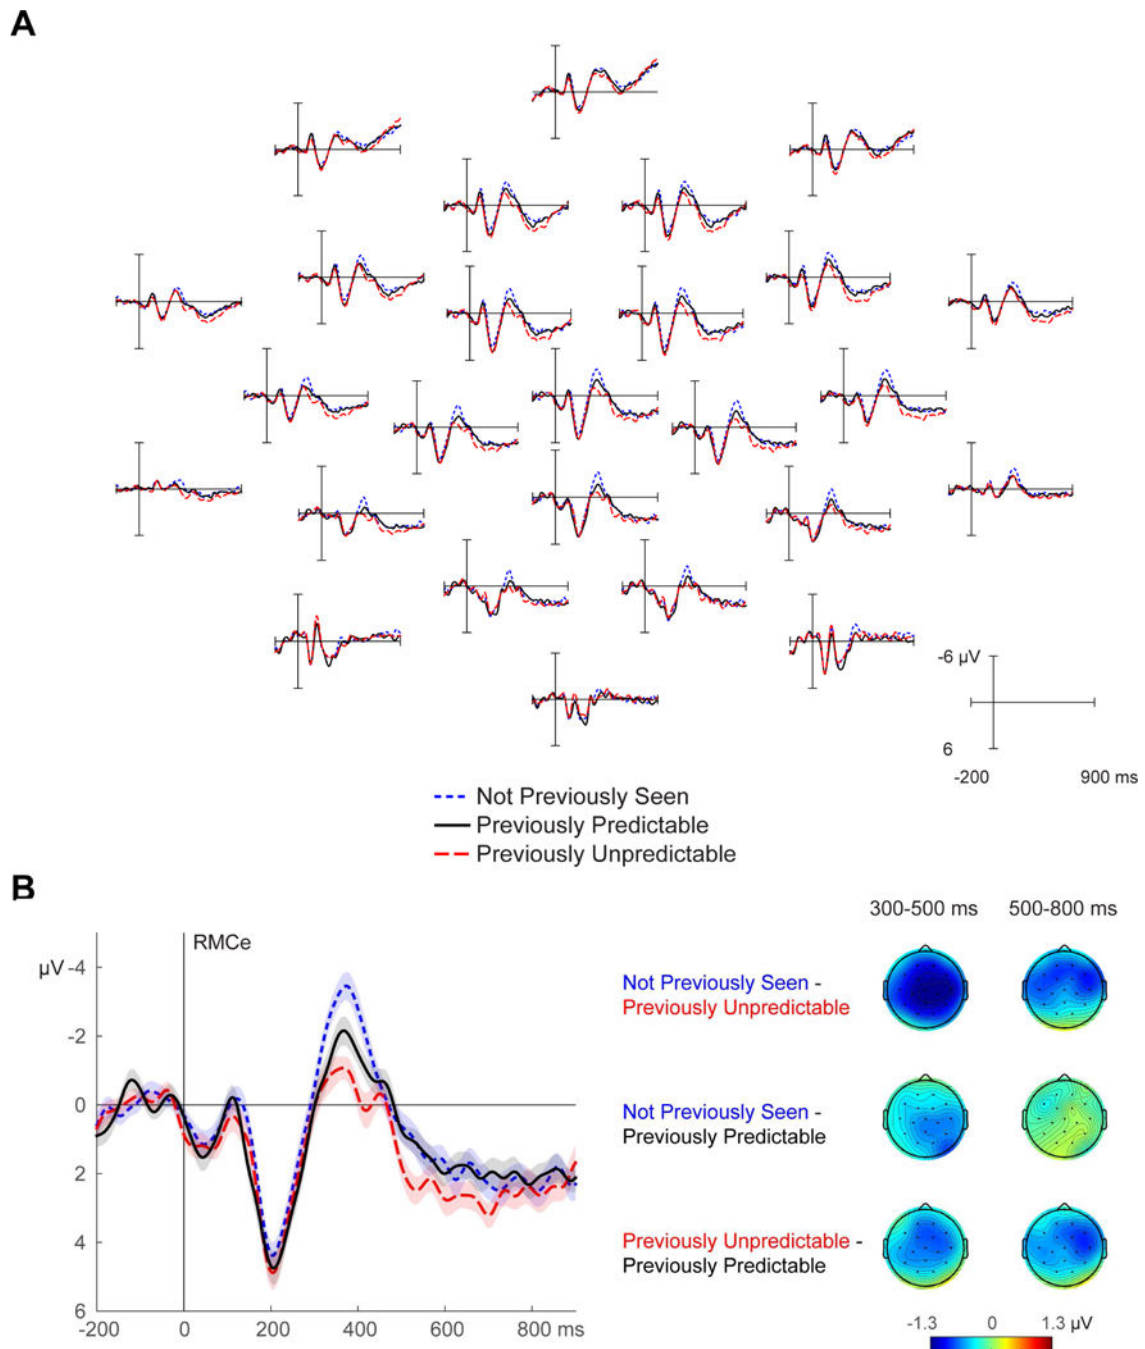 A
-6 µV
6
-200 900 ms
Not Previously Seen
Previously Predictable
Previously Unpredictable
B
300-500 ms 500-800 ms
RMCe
µV -4
-2
0
2
4
6
-200 0 200 400 600 ms 800
Not Previously Seen -
Previously Unpredictable
Not Previously Seen -
Previously Predictable
Previously Unpredictable -
Previously Predictable
-1.3 0 1.3 µV